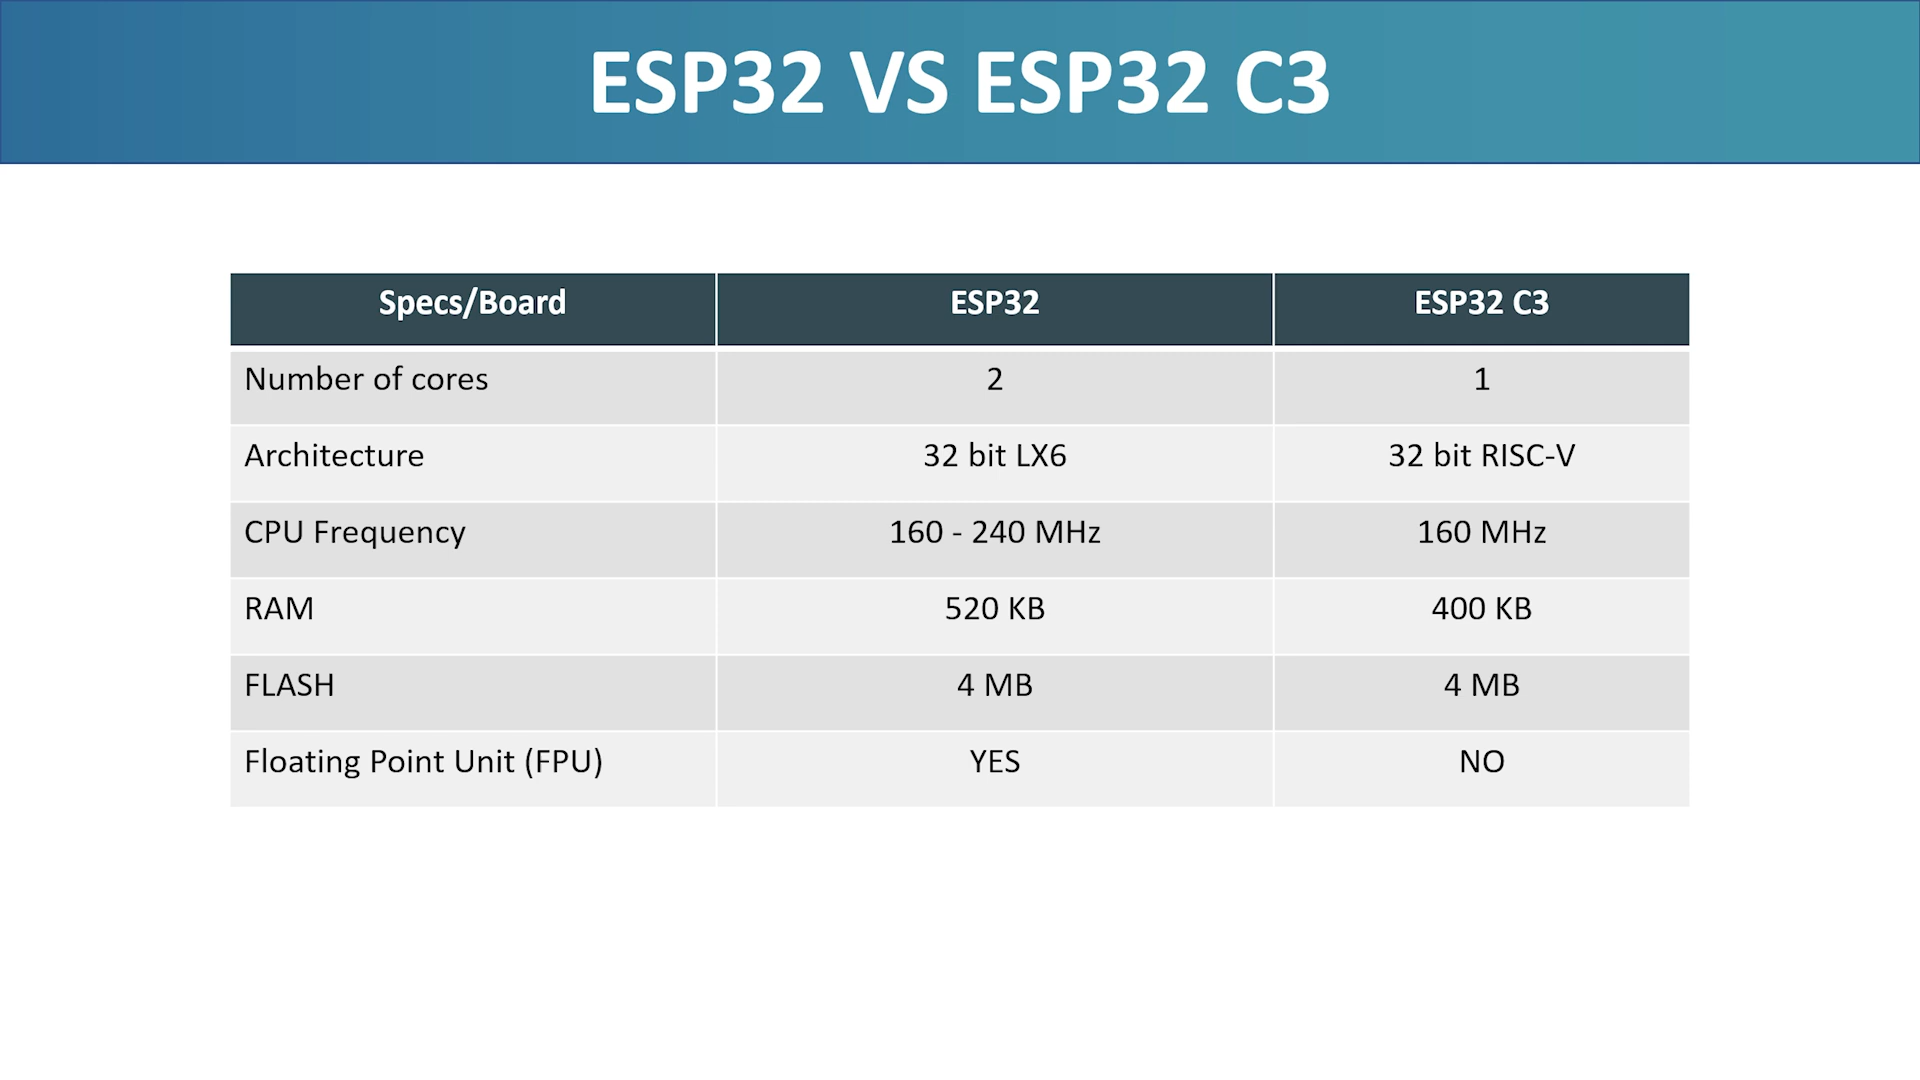 ESP32 VS ESP32 C3
Specs/Board ESP32 ESP32 C3
Number of cores 2 1
Architecture 32 bit LX6 32 bit RISC-V
CPU Frequency 160 - 240 MHz 160 MHz
RAM 520 KB 400 KB
FLASH 4 MB 4 MB
Floating Point Unit (FPU) YES NO